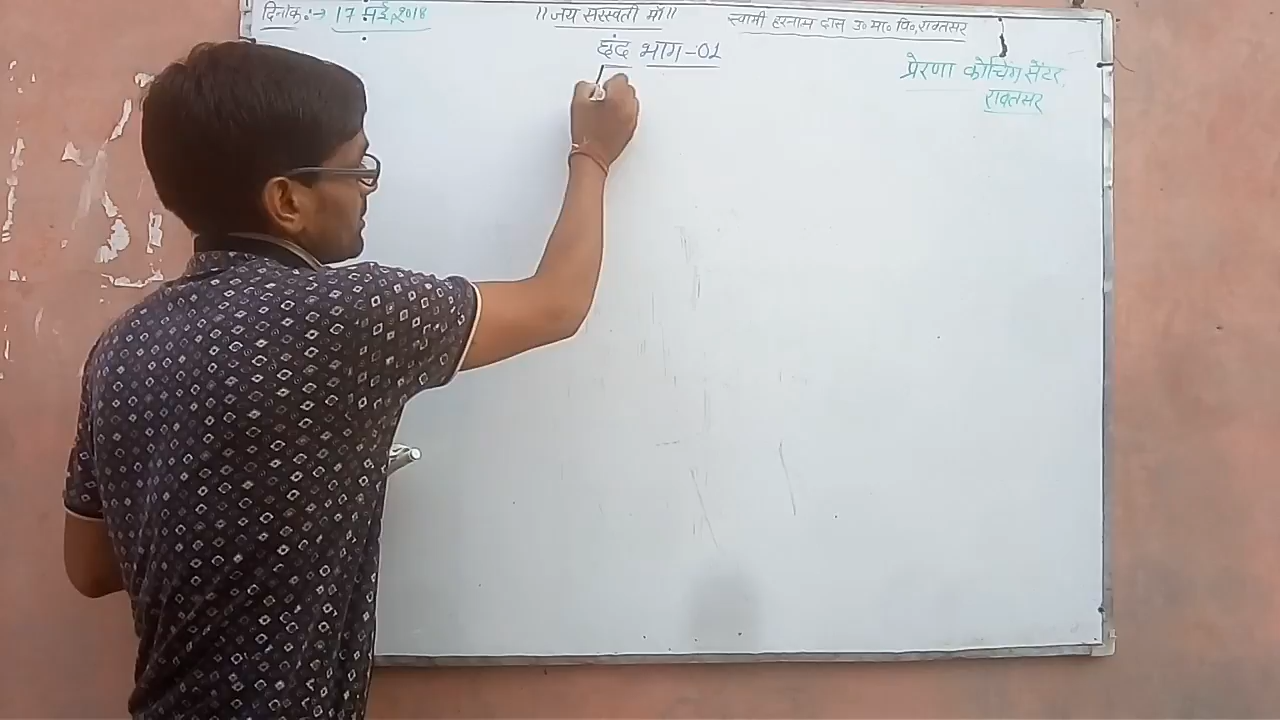 दिनांक :-> 17 मई, 2018
॥जय सरस्वती माँ॥
स्वामी हरनाम दास उ० मा० वि०, रावतसर
छंद भाग-01
प्रेरणा कोचिंग सेंटर,
रावतसर